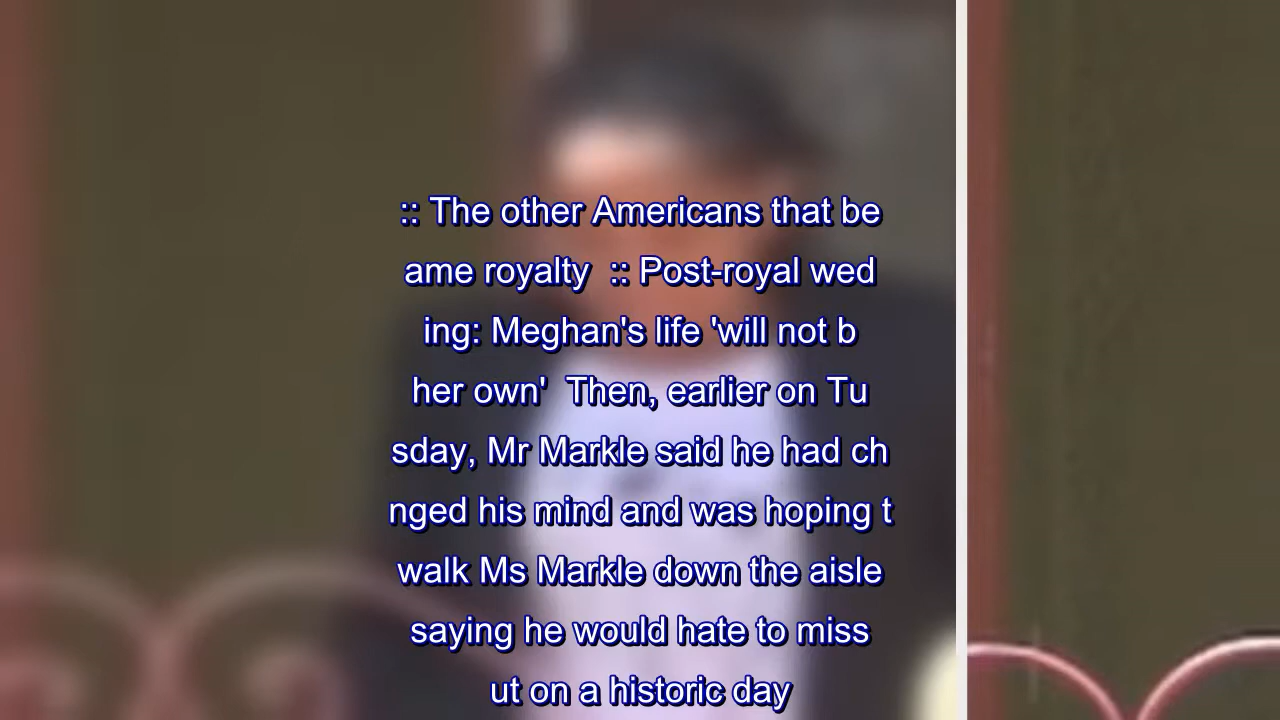 :: The other Americans that be
ame royalty  :: Post-royal wed
ing: Meghan's life 'will not b
her own'  Then, earlier on Tu
sday, Mr Markle said he had ch
nged his mind and was hoping t
walk Ms Markle down the aisle
saying he would hate to miss
ut on a historic day